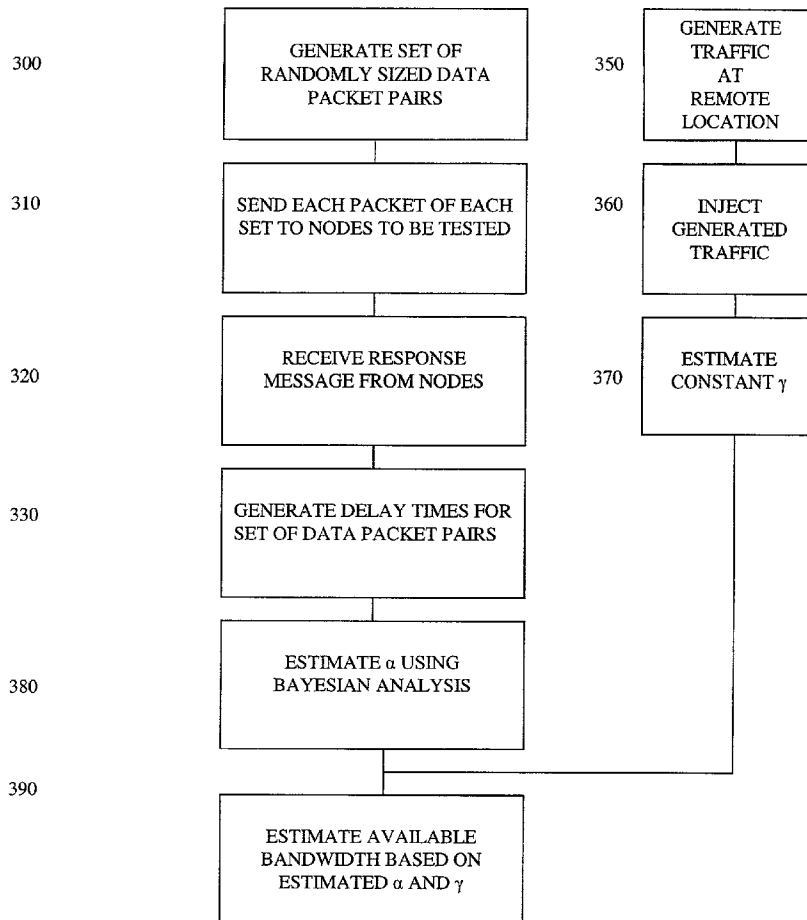 300
GENERATE SET OF
RANDOMLY SIZED DATA
PACKET PAIRS
350
GENERATE
TRAFFIC
AT
REMOTE
LOCATION
310
SEND EACH PACKET OF EACH
SET TO NODES TO BE TESTED
360
INJECT
GENERATED
TRAFFIC
320
RECEIVE RESPONSE
MESSAGE FROM NODES
370
ESTIMATE
CONSTANT γ
330
GENERATE DELAY TIMES FOR
SET OF DATA PACKET PAIRS
380
ESTIMATE α USING
BAYESIAN ANALYSIS
390
ESTIMATE AVAILABLE
BANDWIDTH BASED ON
ESTIMATED α AND γ